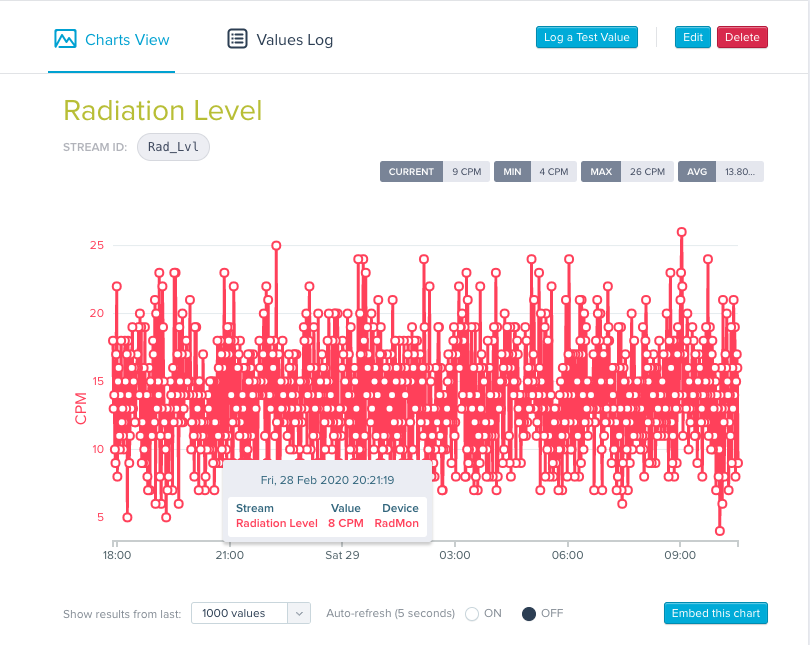 Charts View
Values Log
Log a Test Value
Edit
Delete
Radiation Level
STREAM ID: Rad_Lvl
CURRENT 9 CPM MIN 4 CPM MAX 26 CPM AVG 13.80...
25
20
15
10
5
CPM
Fri, 28 Feb 2020 20:21:19
Stream Value Device
Radiation Level 8 CPM RadMon
18:00 21:00 Sat 29 03:00 06:00 09:00
Show results from last: 1000 values Auto-refresh (5 seconds) ON OFF
Embed this chart